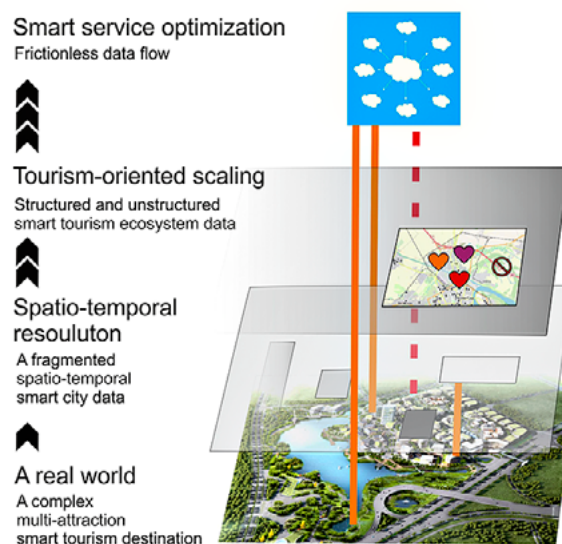 Smart service optimization
Frictionless data flow
Tourism-oriented scaling
Structured and unstructured
smart tourism ecosystem data
Spatio-temporal
resouluton
A fragmented
spatio-temporal
smart city data
A real world
A complex
multi-attraction
smart tourism destination